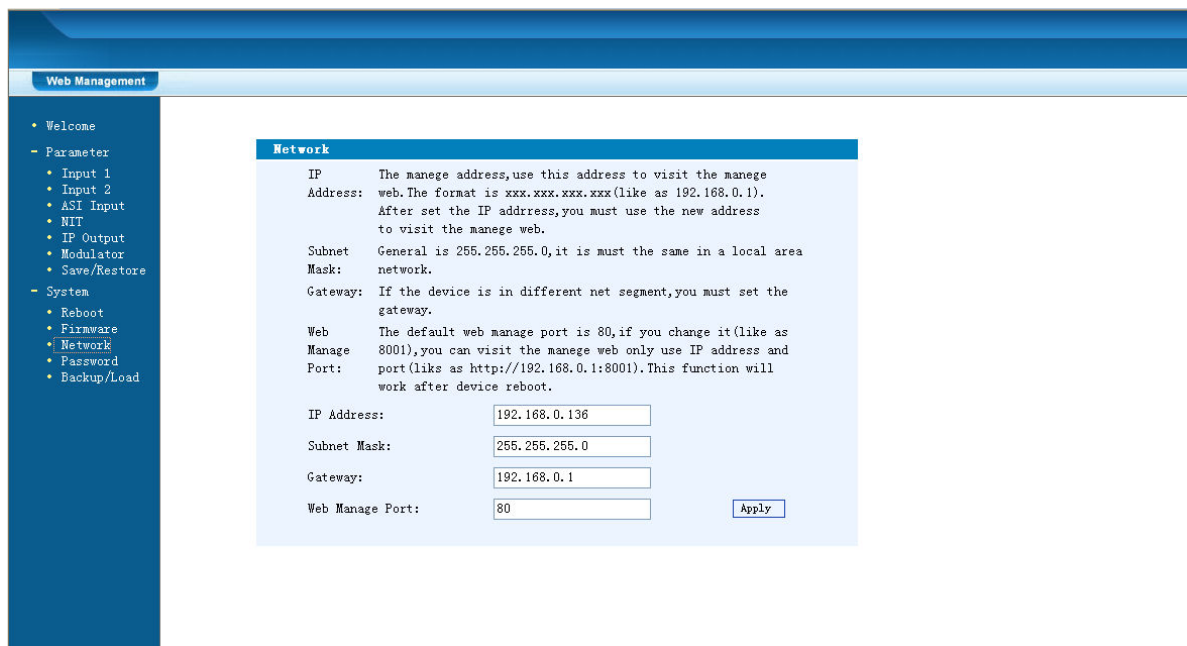 Web Management
Welcome
Parameter
Input 1
Input 2
ASI Input
NIT
IP Output
Modulator
Save/Restore
System
Reboot
Firmware
Network
Password
Backup/Load
Network
IP Address: The manege address,use this address to visit the manege
web.The format is xxx.xxx.xxx.xxx(like as 192.168.0.1).
After set the IP addrress,you must use the new address
to visit the manege web.
Subnet Mask: General is 255.255.255.0,it is must the same in a local area
network.
Gateway: If the device is in different net segment,you must set the
gateway.
Web Manage Port: The default web manage port is 80,if you change it(like as
8001),you can visit the manege web only use IP address and
port(liks as http://192.168.0.1:8001).This function will
work after device reboot.
IP Address: 192.168.0.136
Subnet Mask: 255.255.255.0
Gateway: 192.168.0.1
Web Manage Port: 80 Apply